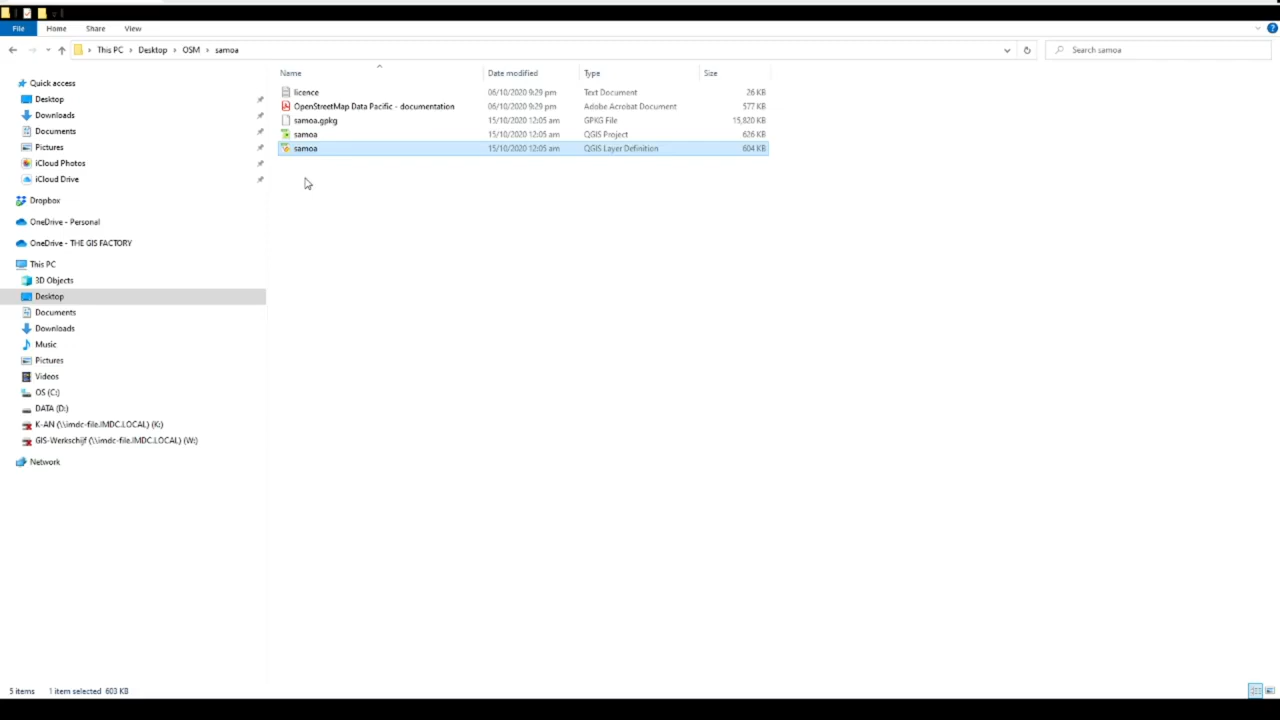 File Home Share View
This PC Desktop OSM samoa Search samoa
Name Date modified Type Size
licence 06/10/2020 9:29 pm Text Document 26 KB
OpenStreetMap Data Pacific - documentation 06/10/2020 9:29 pm Adobe Acrobat Document 577 KB
samoa.gpkg 15/10/2020 12:05 am GPKG File 15,820 KB
samoa 15/10/2020 12:05 am QGIS Project 626 KB
samoa 15/10/2020 12:05 am QGIS Layer Definition 604 KB
Quick access
Desktop
Downloads
Documents
Pictures
iCloud Photos
iCloud Drive
Dropbox
OneDrive - Personal
OneDrive - THE GIS FACTORY
This PC
3D Objects
Desktop
Documents
Downloads
Music
Pictures
Videos
OS (C:)
DATA (D:)
K-AN (\\imdc-file.IMDC.LOCAL) (K:)
GIS-Werkschijf (\\imdc-file.IMDC.LOCAL) (W:)
Network
5 items 1 item selected 603 KB